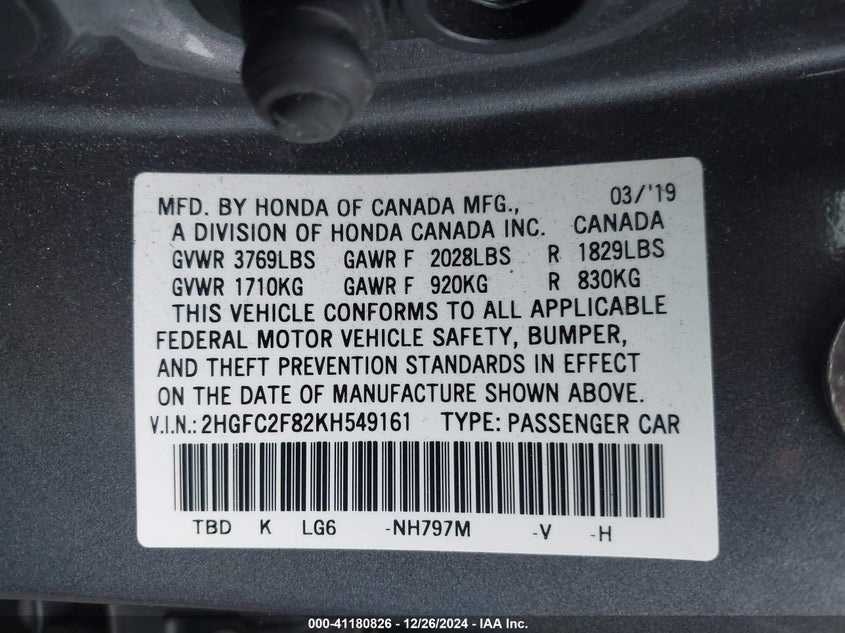 MFD. BY HONDA OF CANADA MFG., 03/'19
A DIVISION OF HONDA CANADA INC. CANADA
GVWR 3769LBS GAWR F 2028LBS R 1829LBS
GVWR 1710KG GAWR F 920KG R 830KG
THIS VEHICLE CONFORMS TO ALL APPLICABLE
FEDERAL MOTOR VEHICLE SAFETY, BUMPER,
AND THEFT PREVENTION STANDARDS IN EFFECT
ON THE DATE OF MANUFACTURE SHOWN ABOVE.
V.I.N.: 2HGFC2F82KH549161 TYPE: PASSENGER CAR
TBD K LG6 -NH797M -V -H
000-41180826 - 12/26/2024 - IAA Inc.